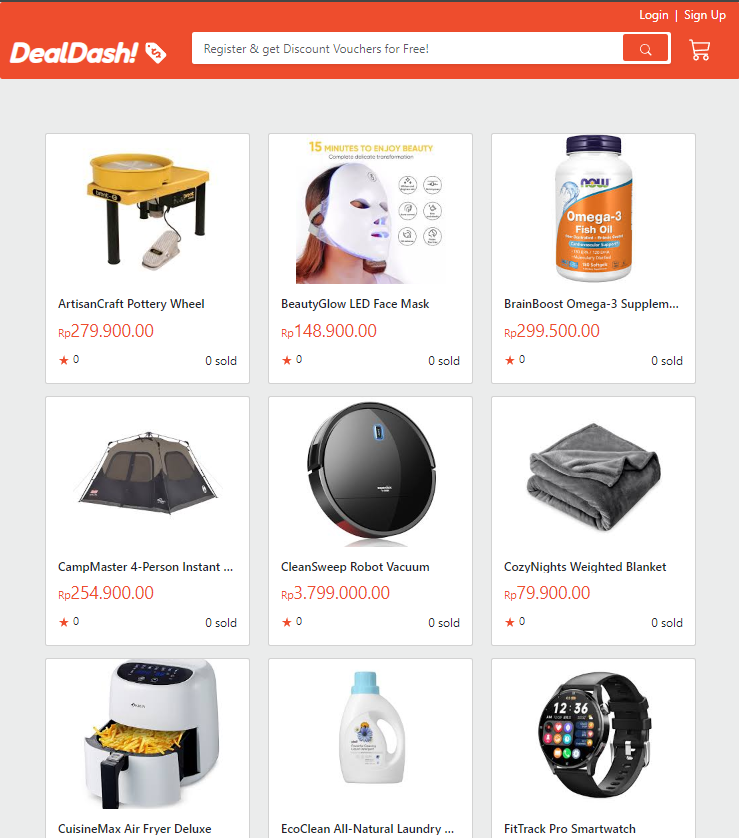 Login | Sign Up
DealDash!
Register & get Discount Vouchers for Free!
15 MINUTES TO ENJOY BEAUTY
Complete delicate transformation
now
Omega-3
Fish Oil
Cardiovascular Support
ArtisanCraft Pottery Wheel
BeautyGlow LED Face Mask
BrainBoost Omega-3 Supplem...
Rp279.900.00
Rp148.900.00
Rp299.500.00
★ 0
0 sold
★ 0
0 sold
★ 0
0 sold
CampMaster 4-Person Instant ...
CleanSweep Robot Vacuum
CozyNights Weighted Blanket
Rp254.900.00
Rp3.799.000.00
Rp79.900.00
★ 0
0 sold
★ 0
0 sold
★ 0
0 sold
12:36
CuisineMax Air Fryer Deluxe
EcoClean All-Natural Laundry ...
FitTrack Pro Smartwatch